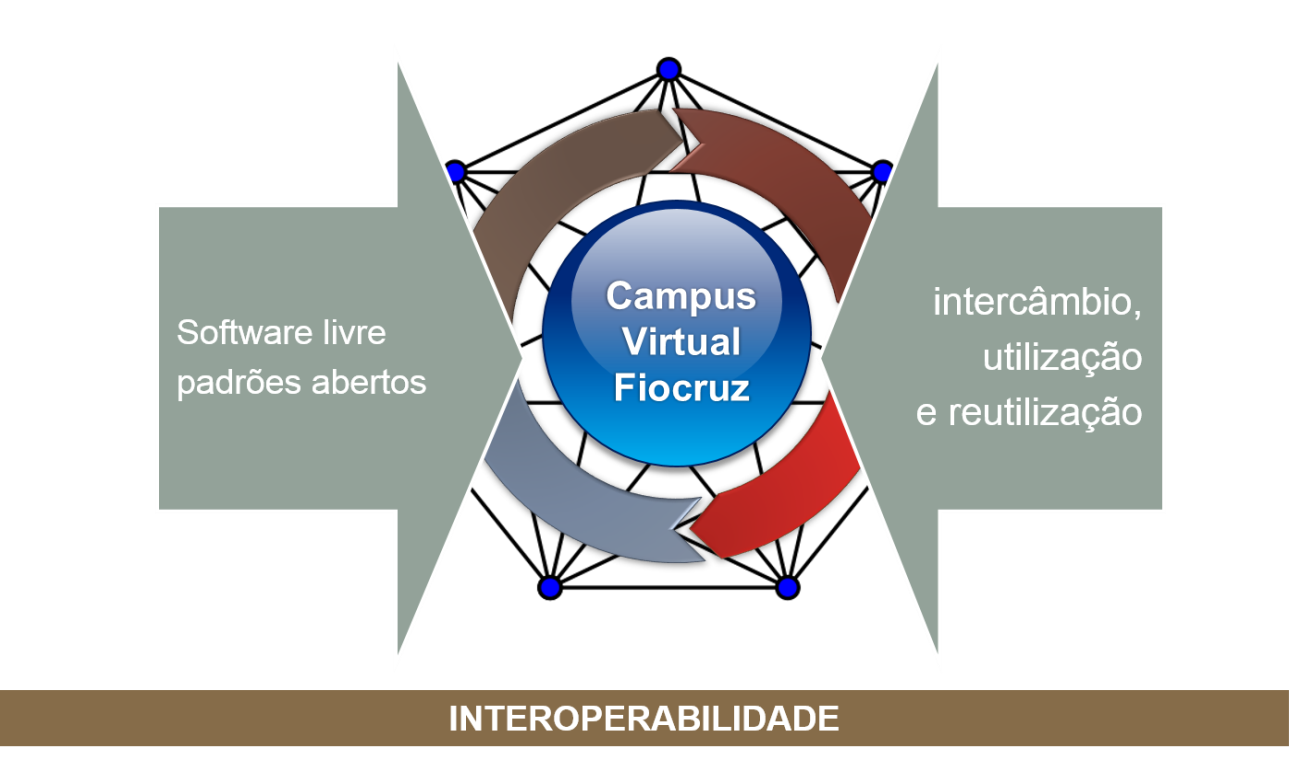 Software livre
padrões abertos
Campus
Virtual
Fiocruz
intercâmbio,
utilização
e reutilização
INTEROPERABILIDADE